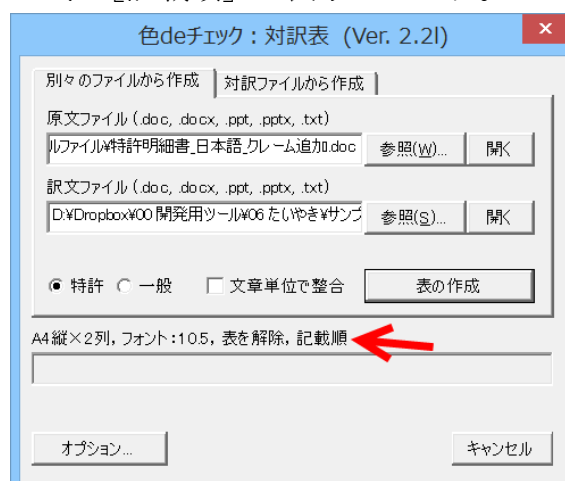 色deチェック：対訳表 (Ver. 2.2l)
別々のファイルから作成 対訳ファイルから作成
原文ファイル (.doc, .docx, .ppt, .pptx, .txt)
ルファイル¥特許明細書_日本語_クレーム追加.doc 参照(W)... 開く
訳文ファイル (.doc, .docx, .ppt, .pptx, .txt)
D:¥Dropbox¥00 開発用ツール¥06 たいやき¥サンプ 参照(S)... 開く
特許 一般 文章単位で整合 表の作成
A4縦×2列, フォント:10.5, 表を解除, 記載順
オプション... キャンセル